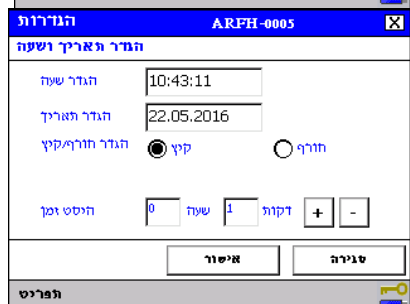 הגדרות ARFH-0005 X
הגדר תאריך ושעה
הגדר שעה 10:43:11
הגדר תאריך 22.05.2016
הגדר חורף/קיץ קיץ חורף
היסט זמן 0 שעה 1 דקות + -
אישור סגירה
תפריט